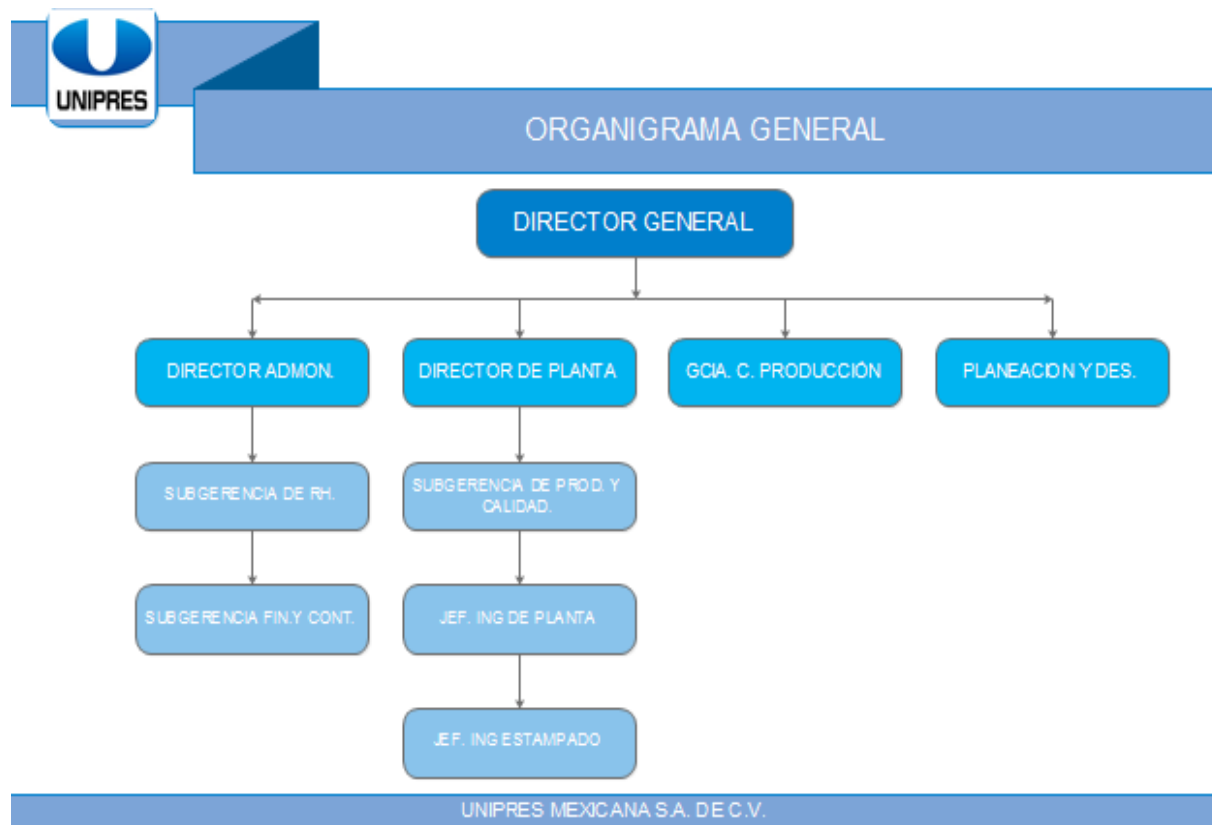 UNIPRES
ORGANIGRAMA GENERAL
DIRECTOR GENERAL
DIRECTOR ADMON.
DIRECTOR DE PLANTA
GCIA. C. PRODUCCIÓN
PLANEACION Y DES.
SUBGERENCIA DE RH.
SUBGERENCIA DE PROD. Y
CALIDAD.
SUBGERENCIA FIN.Y CONT.
JEF. ING DE PLANTA
JEF. ING ESTAMPADO
UNIPRES MEXICANA S.A. DE C.V.